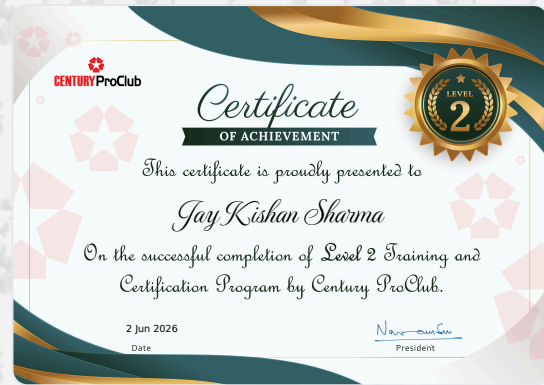 CENTURY ProClub
LEVEL
2
Certificate
OF ACHIEVEMENT
This certificate is proudly presented to
Jay Kishan Sharma
On the successful completion of Level 2 Training and
Certification Program by Century ProClub.
2 Jun 2026
Date
President